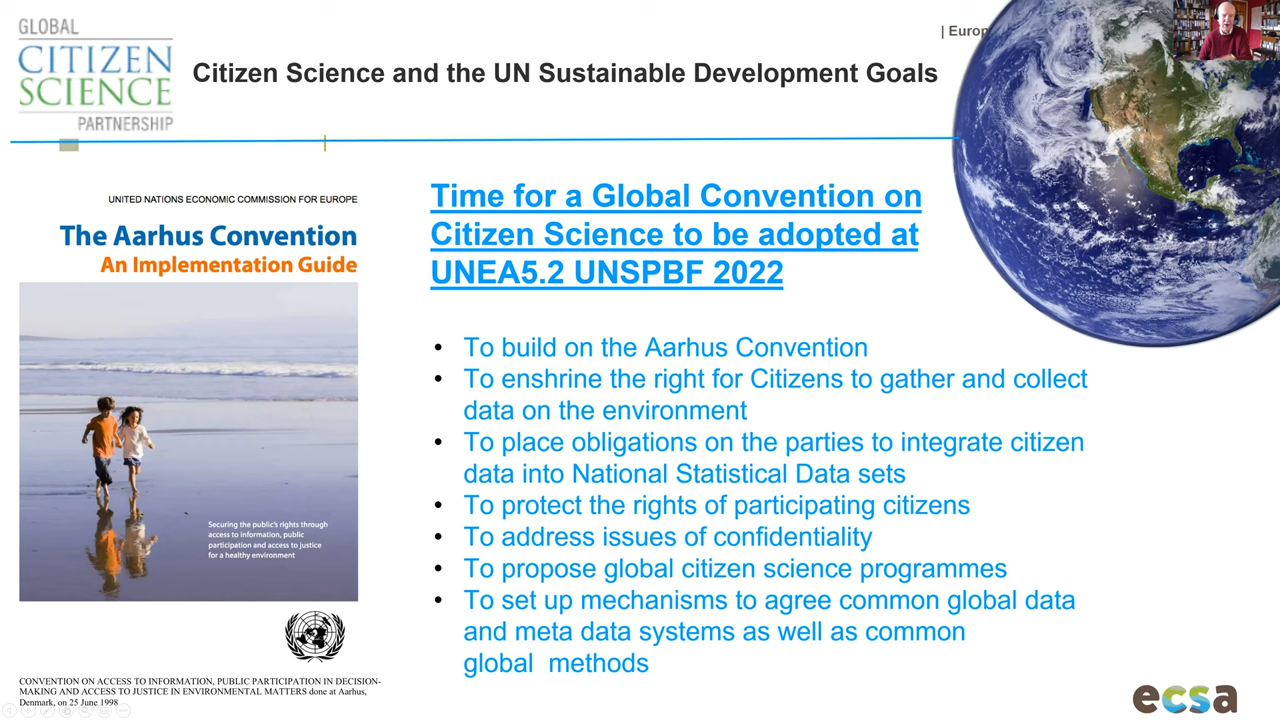 GLOBAL
CITIZEN
SCIENCE
PARTNERSHIP
Citizen Science and the UN Sustainable Development Goals
| Europ
UNITED NATIONS ECONOMIC COMMISSION FOR EUROPE
The Aarhus Convention
An Implementation Guide
Securing the public's rights through
access to information, public
participation and access to justice
for a healthy environment
CONVENTION ON ACCESS TO INFORMATION, PUBLIC PARTICIPATION IN DECISION-
MAKING AND ACCESS TO JUSTICE IN ENVIRONMENTAL MATTERS done at Aarhus,
Denmark, on 25 June 1998
Time for a Global Convention on
Citizen Science to be adopted at
UNEA5.2 UNSPBF 2022
• To build on the Aarhus Convention
• To enshrine the right for Citizens to gather and collect
data on the environment
• To place obligations on the parties to integrate citizen
data into National Statistical Data sets
• To protect the rights of participating citizens
• To address issues of confidentiality
• To propose global citizen science programmes
• To set up mechanisms to agree common global data
and meta data systems as well as common
global methods
ecsa